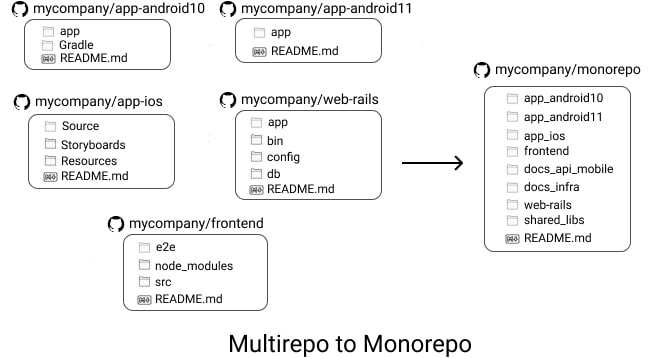 mycompany/app-android10
app
Gradle
README.md
mycompany/app-android11
app
README.md
mycompany/app-ios
Source
Storyboards
Resources
README.md
mycompany/web-rails
app
bin
config
db
README.md
mycompany/frontend
e2e
node_modules
src
README.md
mycompany/monorepo
app_android10
app_android11
app_ios
frontend
docs_api_mobile
docs_infra
web-rails
shared_libs
README.md
Multirepo to Monorepo